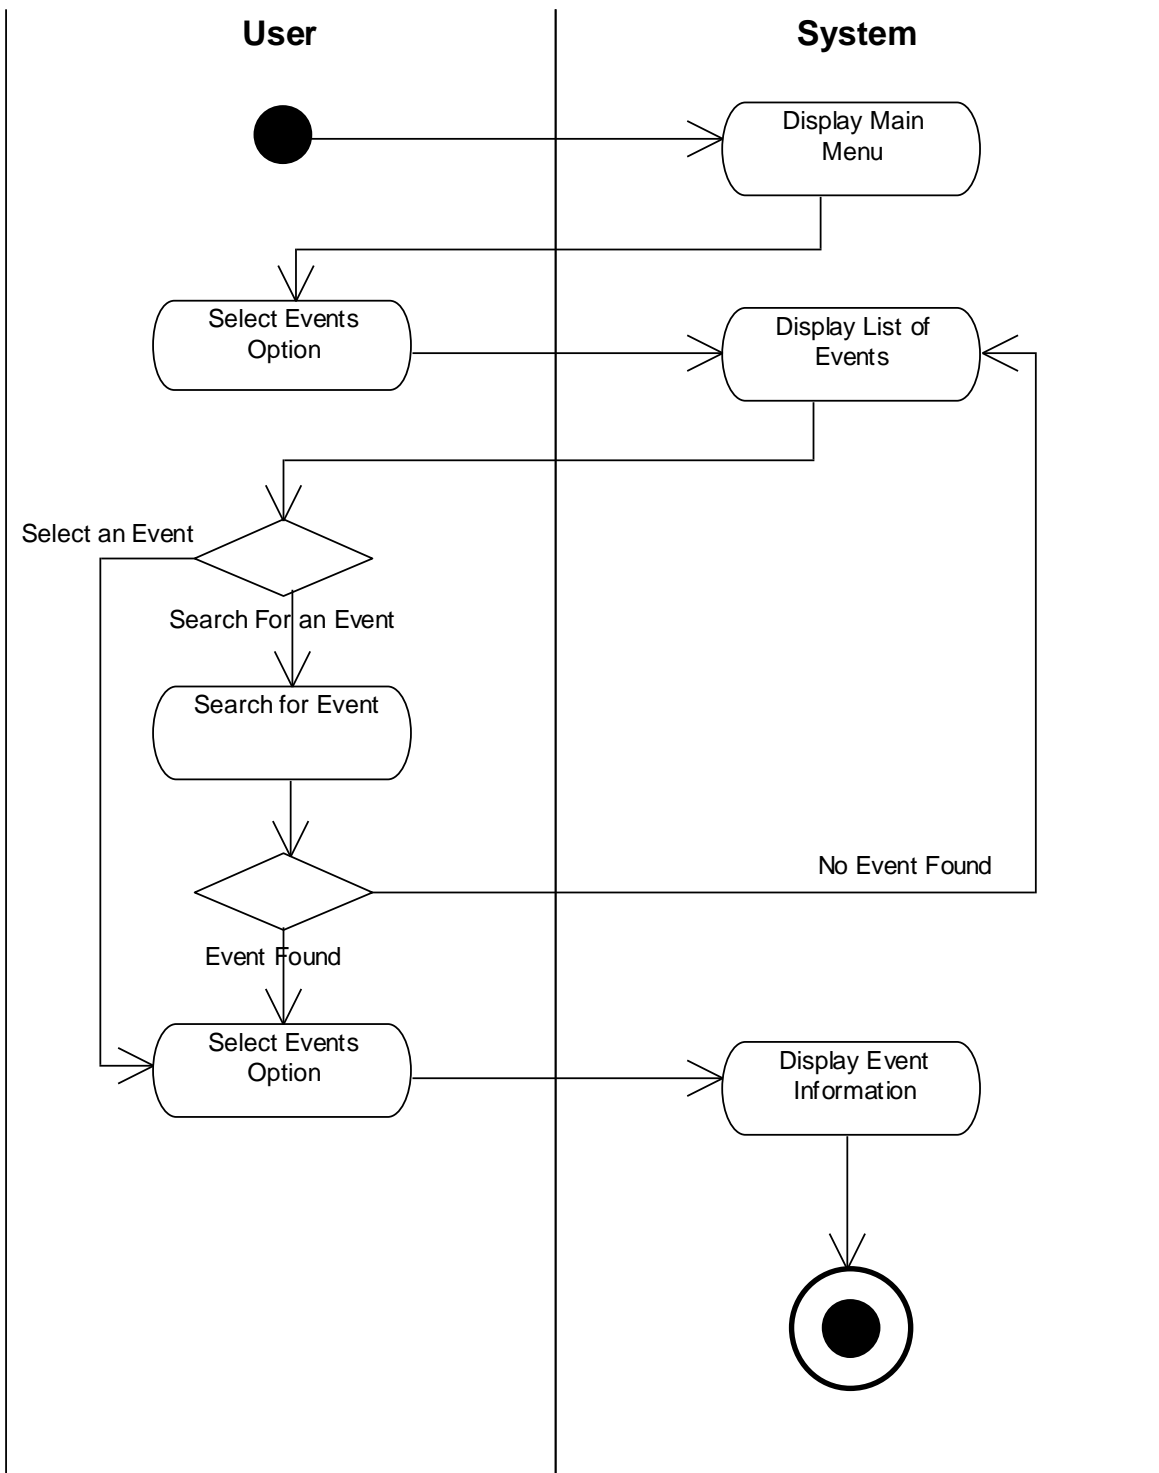 User
System
Display Main
Menu
Select Events
Option
Display List of
Events
Select an Event
Search For an Event
Search for Event
No Event Found
Event Found
Select Events
Option
Display Event
Information